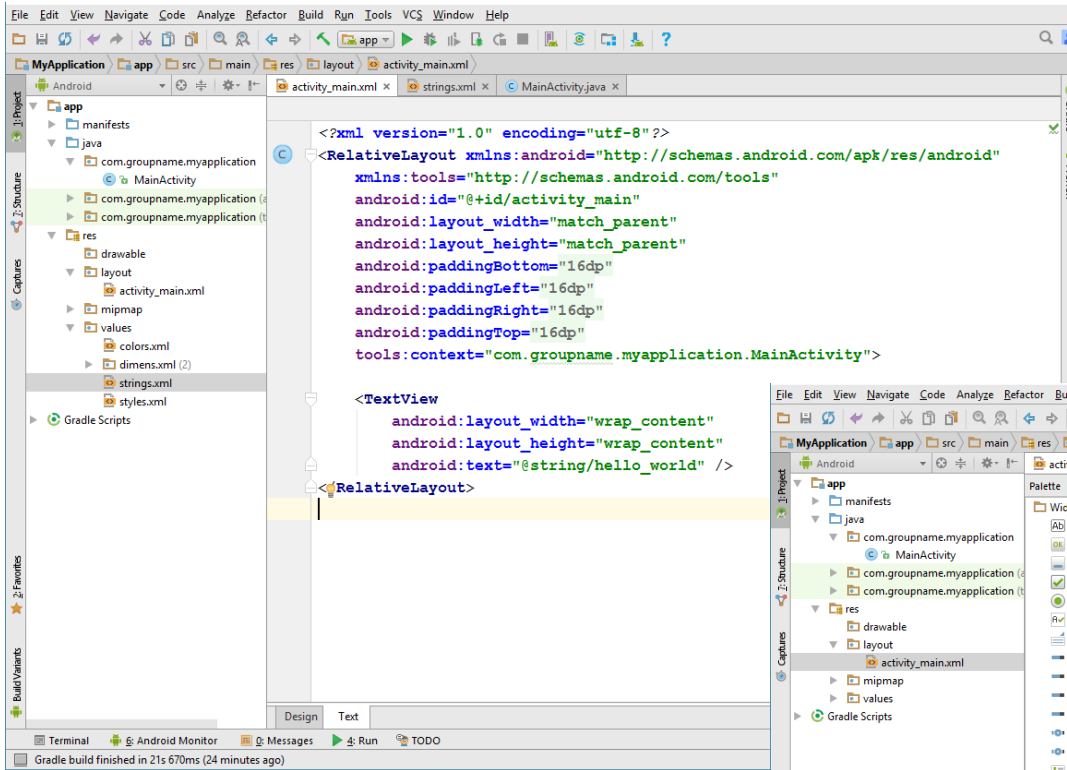 File Edit View Navigate Code Analyze Refactor Build Run Tools VCS Window Help
app
MyApplication app src main res layout activity_main.xml
Android
activity_main.xml strings.xml MainActivity.java
1: Project
7: Structure
Captures
2: Favorites
Build Variants
app
manifests
java
com.groupname.myapplication
MainActivity
com.groupname.myapplication (a
com.groupname.myapplication (t
res
drawable
layout
activity_main.xml
mipmap
values
colors.xml
dimens.xml (2)
strings.xml
styles.xml
Gradle Scripts
<?xml version="1.0" encoding="utf-8"?>
<RelativeLayout xmlns:android="http://schemas.android.com/apk/res/android"
xmlns:tools="http://schemas.android.com/tools"
android:id="@+id/activity_main"
android:layout_width="match_parent"
android:layout_height="match_parent"
android:paddingBottom="16dp"
android:paddingLeft="16dp"
android:paddingRight="16dp"
android:paddingTop="16dp"
tools:context="com.groupname.myapplication.MainActivity">
<TextView
android:layout_width="wrap_content"
android:layout_height="wrap_content"
android:text="@string/hello_world" />
</RelativeLayout>
Design Text
Terminal 6: Android Monitor 0: Messages 4: Run TODO
Gradle build finished in 21s 670ms (24 minutes ago)
File Edit View Navigate Code Analyze Refactor Bu
MyApplication app src main res
Android
acti
1: Project
7: Structure
Captures
app
manifests
java
com.groupname.myapplication
MainActivity
com.groupname.myapplication (a
com.groupname.myapplication (t
res
drawable
layout
activity_main.xml
mipmap
values
Gradle Scripts
Palette
Wid
Ab
OK